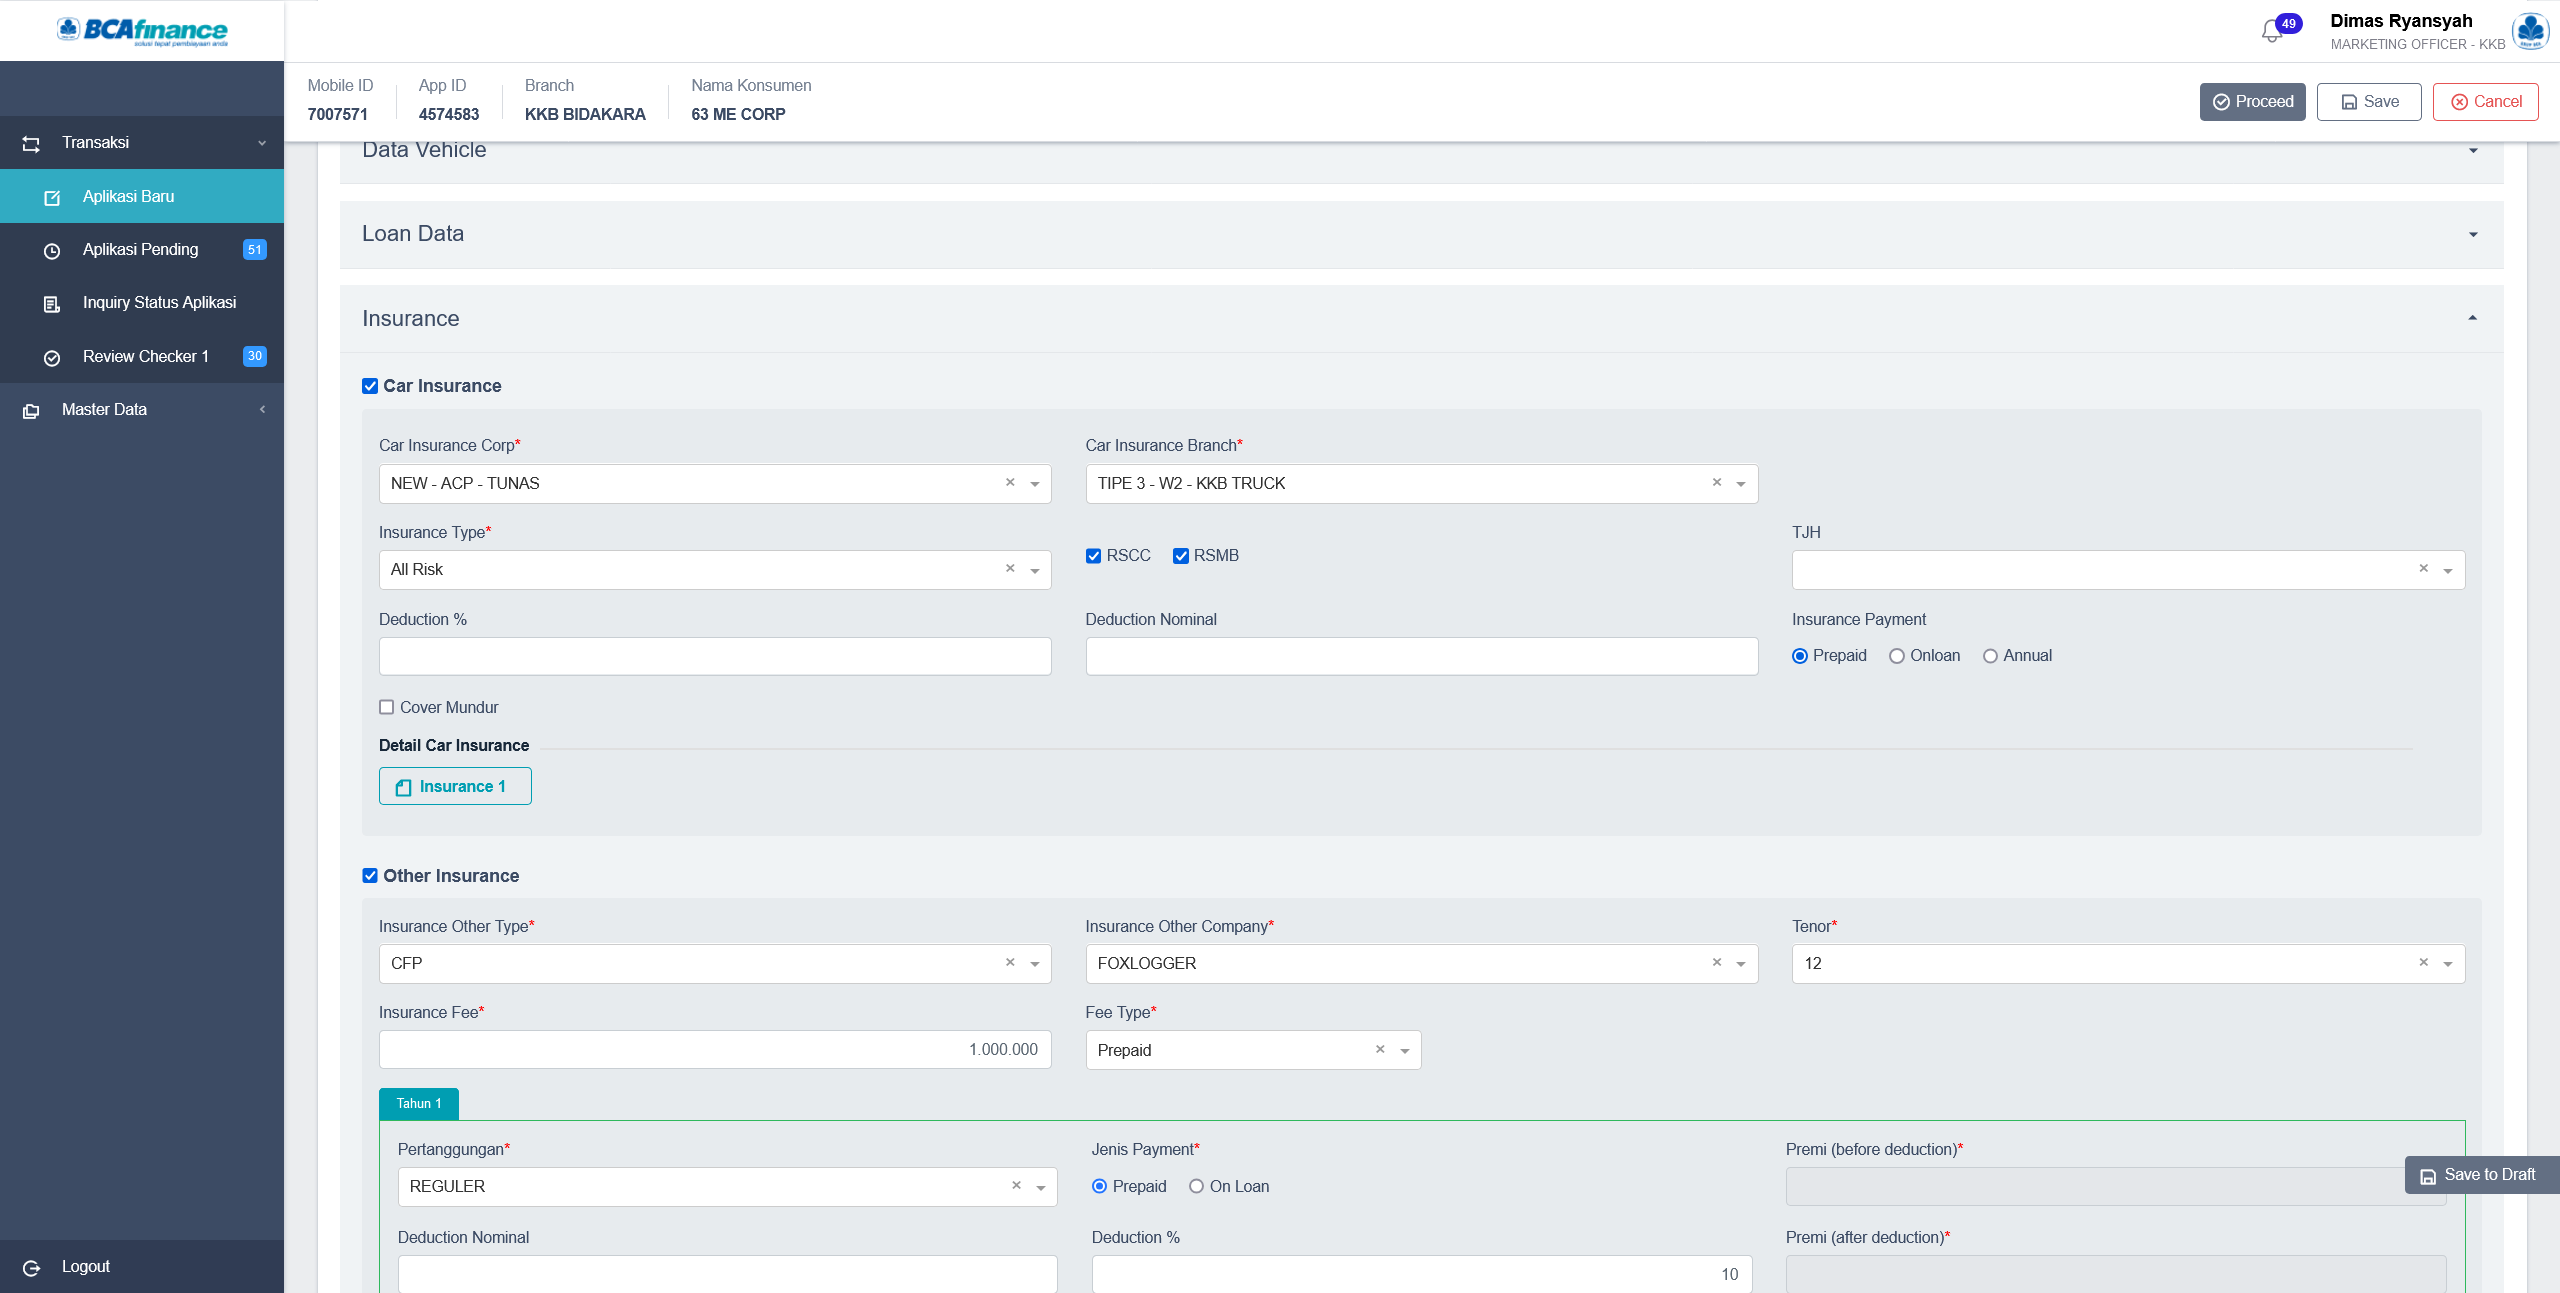 BCAfinance
solusi tepat pembiayaan anda
49
Dimas Ryansyah
MARKETING OFFICER - KKB
Mobile ID
7007571
App ID
4574583
Branch
KKB BIDAKARA
Nama Konsumen
63 ME CORP
Proceed
Save
Cancel
Transaksi
Aplikasi Baru
Aplikasi Pending
51
Inquiry Status Aplikasi
Review Checker 1
30
Master Data
Logout
Data Vehicle
Loan Data
Insurance
Car Insurance
Car Insurance Corp*
Car Insurance Branch*
NEW - ACP - TUNAS
TIPE 3 - W2 - KKB TRUCK
Insurance Type*
TJH
All Risk
RSCC
RSMB
Deduction %
Deduction Nominal
Insurance Payment
Prepaid
Onloan
Annual
Cover Mundur
Detail Car Insurance
Insurance 1
Other Insurance
Insurance Other Type*
Insurance Other Company*
Tenor*
CFP
FOXLOGGER
12
Insurance Fee*
Fee Type*
1.000.000
Prepaid
Tahun 1
Pertanggungan*
Jenis Payment*
Premi (before deduction)*
REGULER
Prepaid
On Loan
Save to Draft
Deduction Nominal
Deduction %
Premi (after deduction)*
10